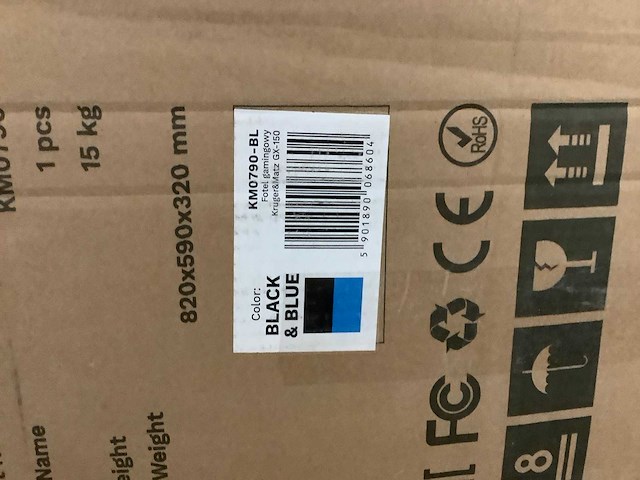 1 pcs
15 kg
820x590x320 mm
KM0790-BL
Fotel gamingowy
Kruger&Matz GX-150
5 901890 068604
Color:
BLACK
& BLUE
RoHS
CE
FC
8
Name
eight
Weight